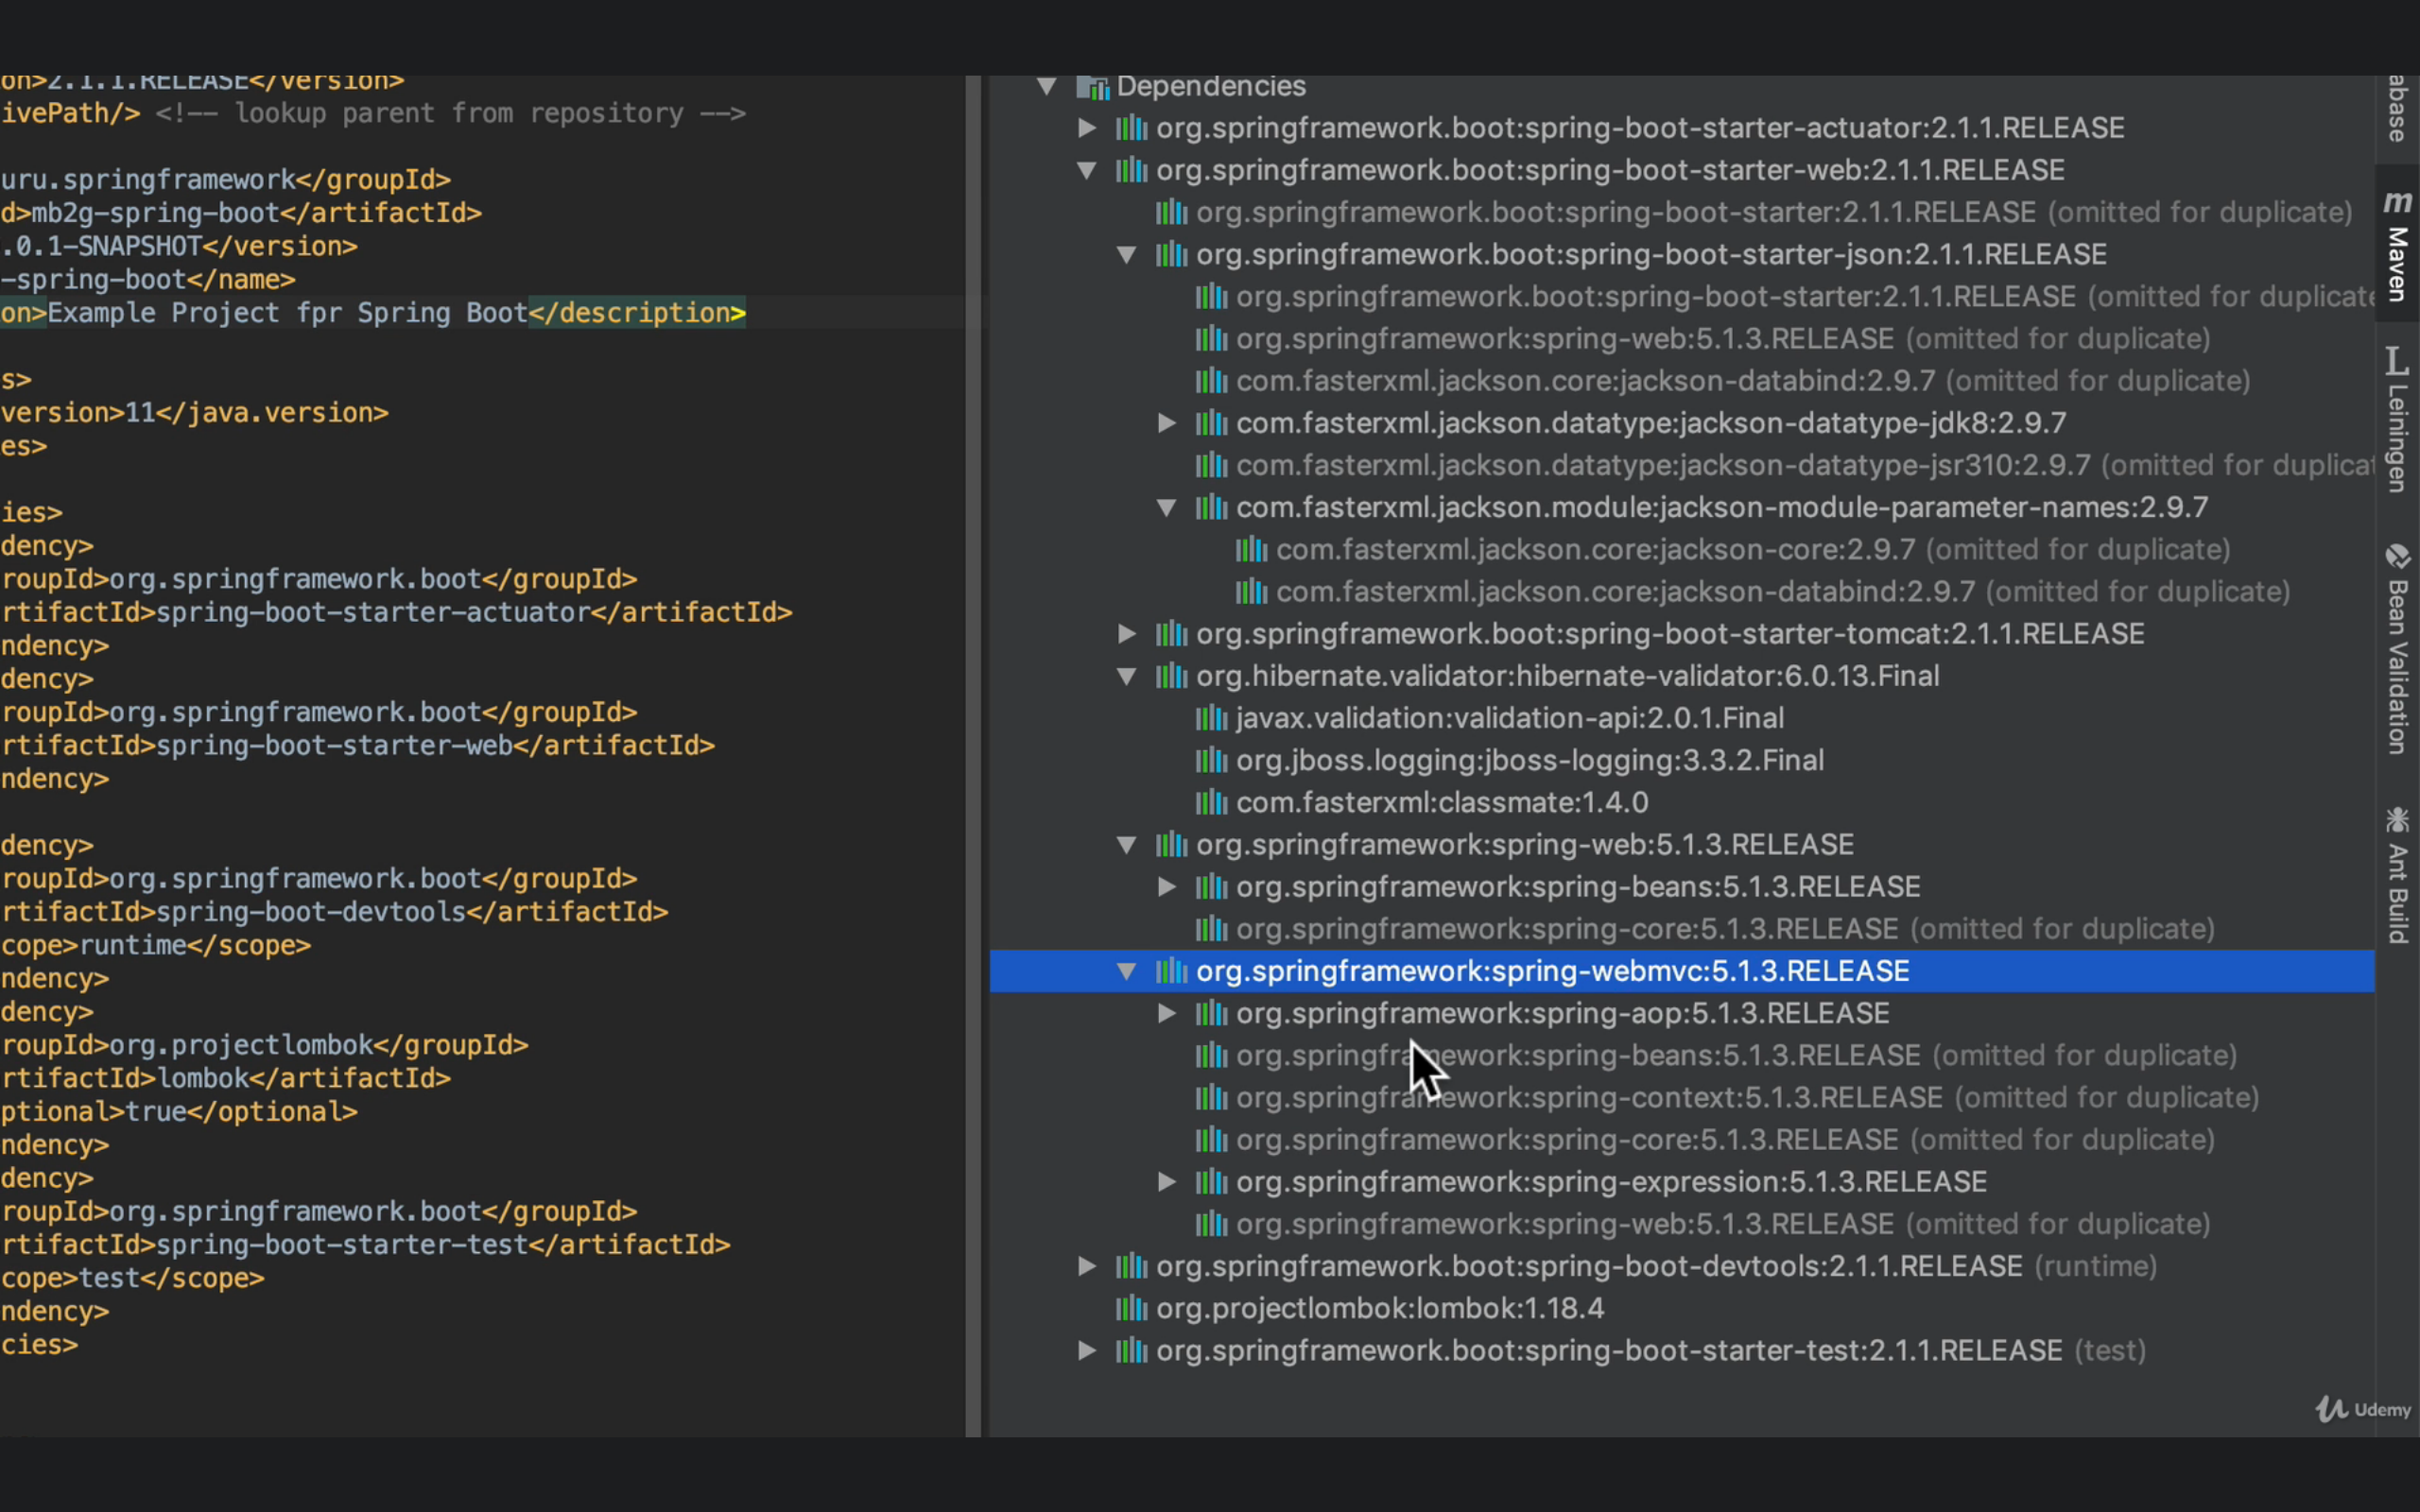 on>2.1.1.RELEASE</version>
ivePath/> <!-- lookup parent from repository -->
uru.springframework</groupId>
d>mb2g-spring-boot</artifactId>
.0.1-SNAPSHOT</version>
-spring-boot</name>
on>Example Project fpr Spring Boot</description>
s>
version>11</java.version>
es>
ies>
dency>
roupId>org.springframework.boot</groupId>
rtifactId>spring-boot-starter-actuator</artifactId>
ndency>
dency>
roupId>org.springframework.boot</groupId>
rtifactId>spring-boot-starter-web</artifactId>
ndency>
dency>
roupId>org.springframework.boot</groupId>
rtifactId>spring-boot-devtools</artifactId>
cope>runtime</scope>
ndency>
dency>
roupId>org.projectlombok</groupId>
rtifactId>lombok</artifactId>
ptional>true</optional>
ndency>
dency>
roupId>org.springframework.boot</groupId>
rtifactId>spring-boot-starter-test</artifactId>
cope>test</scope>
ndency>
cies>
Dependencies
org.springframework.boot:spring-boot-starter-actuator:2.1.1.RELEASE
org.springframework.boot:spring-boot-starter-web:2.1.1.RELEASE
org.springframework.boot:spring-boot-starter:2.1.1.RELEASE (omitted for duplicate)
org.springframework.boot:spring-boot-starter-json:2.1.1.RELEASE
org.springframework.boot:spring-boot-starter:2.1.1.RELEASE (omitted for duplicate
org.springframework:spring-web:5.1.3.RELEASE (omitted for duplicate)
com.fasterxml.jackson.core:jackson-databind:2.9.7 (omitted for duplicate)
com.fasterxml.jackson.datatype:jackson-datatype-jdk8:2.9.7
com.fasterxml.jackson.datatype:jackson-datatype-jsr310:2.9.7 (omitted for duplicat
com.fasterxml.jackson.module:jackson-module-parameter-names:2.9.7
com.fasterxml.jackson.core:jackson-core:2.9.7 (omitted for duplicate)
com.fasterxml.jackson.core:jackson-databind:2.9.7 (omitted for duplicate)
org.springframework.boot:spring-boot-starter-tomcat:2.1.1.RELEASE
org.hibernate.validator:hibernate-validator:6.0.13.Final
javax.validation:validation-api:2.0.1.Final
org.jboss.logging:jboss-logging:3.3.2.Final
com.fasterxml:classmate:1.4.0
org.springframework:spring-web:5.1.3.RELEASE
org.springframework:spring-beans:5.1.3.RELEASE
org.springframework:spring-core:5.1.3.RELEASE (omitted for duplicate)
org.springframework:spring-webmvc:5.1.3.RELEASE
org.springframework:spring-aop:5.1.3.RELEASE
org.springframework:spring-beans:5.1.3.RELEASE (omitted for duplicate)
org.springframework:spring-context:5.1.3.RELEASE (omitted for duplicate)
org.springframework:spring-core:5.1.3.RELEASE (omitted for duplicate)
org.springframework:spring-expression:5.1.3.RELEASE
org.springframework:spring-web:5.1.3.RELEASE (omitted for duplicate)
org.springframework.boot:spring-boot-devtools:2.1.1.RELEASE (runtime)
org.projectlombok:lombok:1.18.4
org.springframework.boot:spring-boot-starter-test:2.1.1.RELEASE (test)
abase
m Maven
L Leiningen
Bean Validation
Ant Build
Udemy